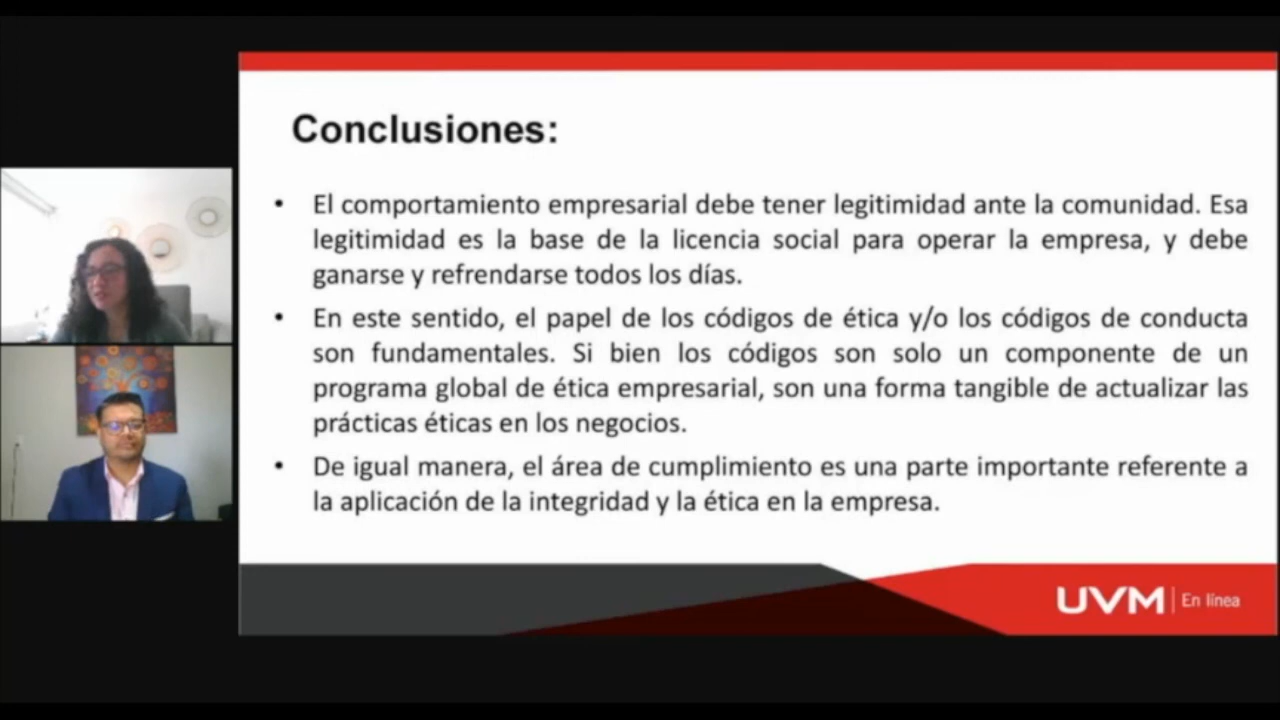 Conclusiones:
• El comportamiento empresarial debe tener legitimidad ante la comunidad. Esa
legitimidad es la base de la licencia social para operar la empresa, y debe
ganarse y refrendarse todos los días.
• En este sentido, el papel de los códigos de ética y/o los códigos de conducta
son fundamentales. Si bien los códigos son solo un componente de un
programa global de ética empresarial, son una forma tangible de actualizar las
prácticas éticas en los negocios.
• De igual manera, el área de cumplimiento es una parte importante referente a
la aplicación de la integridad y la ética en la empresa.
UVM | En línea